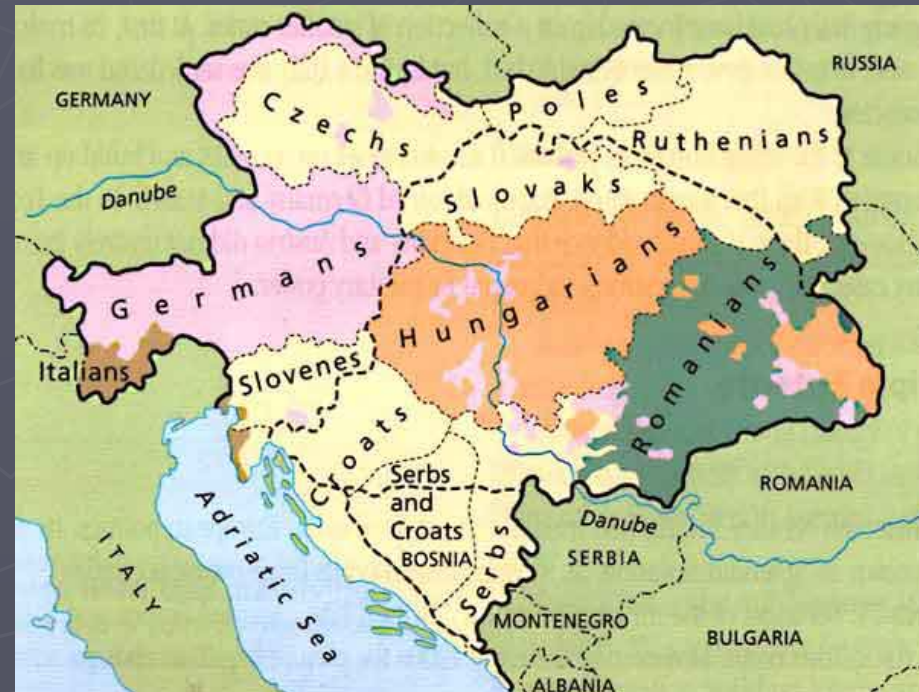 GERMANY
RUSSIA
Czechs
Poles
Ruthenians
Danube
Slovaks
Germans
Hungarians
Romanians
Italians
Slovenes
Croats
Serbs
and
Croats
BOSNIA
Serbs
ROMANIA
Danube
SERBIA
Adriatic Sea
ITALY
MONTENEGRO
BULGARIA
ALBANIA